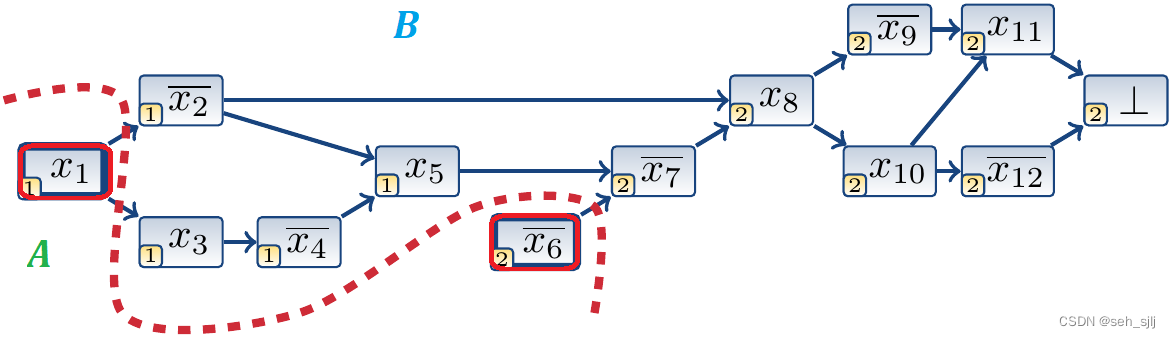 B
2 $\overline{x_9}$
2 $x_{11}$
1 $\overline{x_2}$
2 $x_8$
2 ⊥
1 $x_1$
1 $x_5$
2 $\overline{x_7}$
2 $x_{10}$
2 $\overline{x_{12}}$
A
1 $x_3$
1 $\overline{x_4}$
2 $\overline{x_6}$
CSDN @seh_sjlj